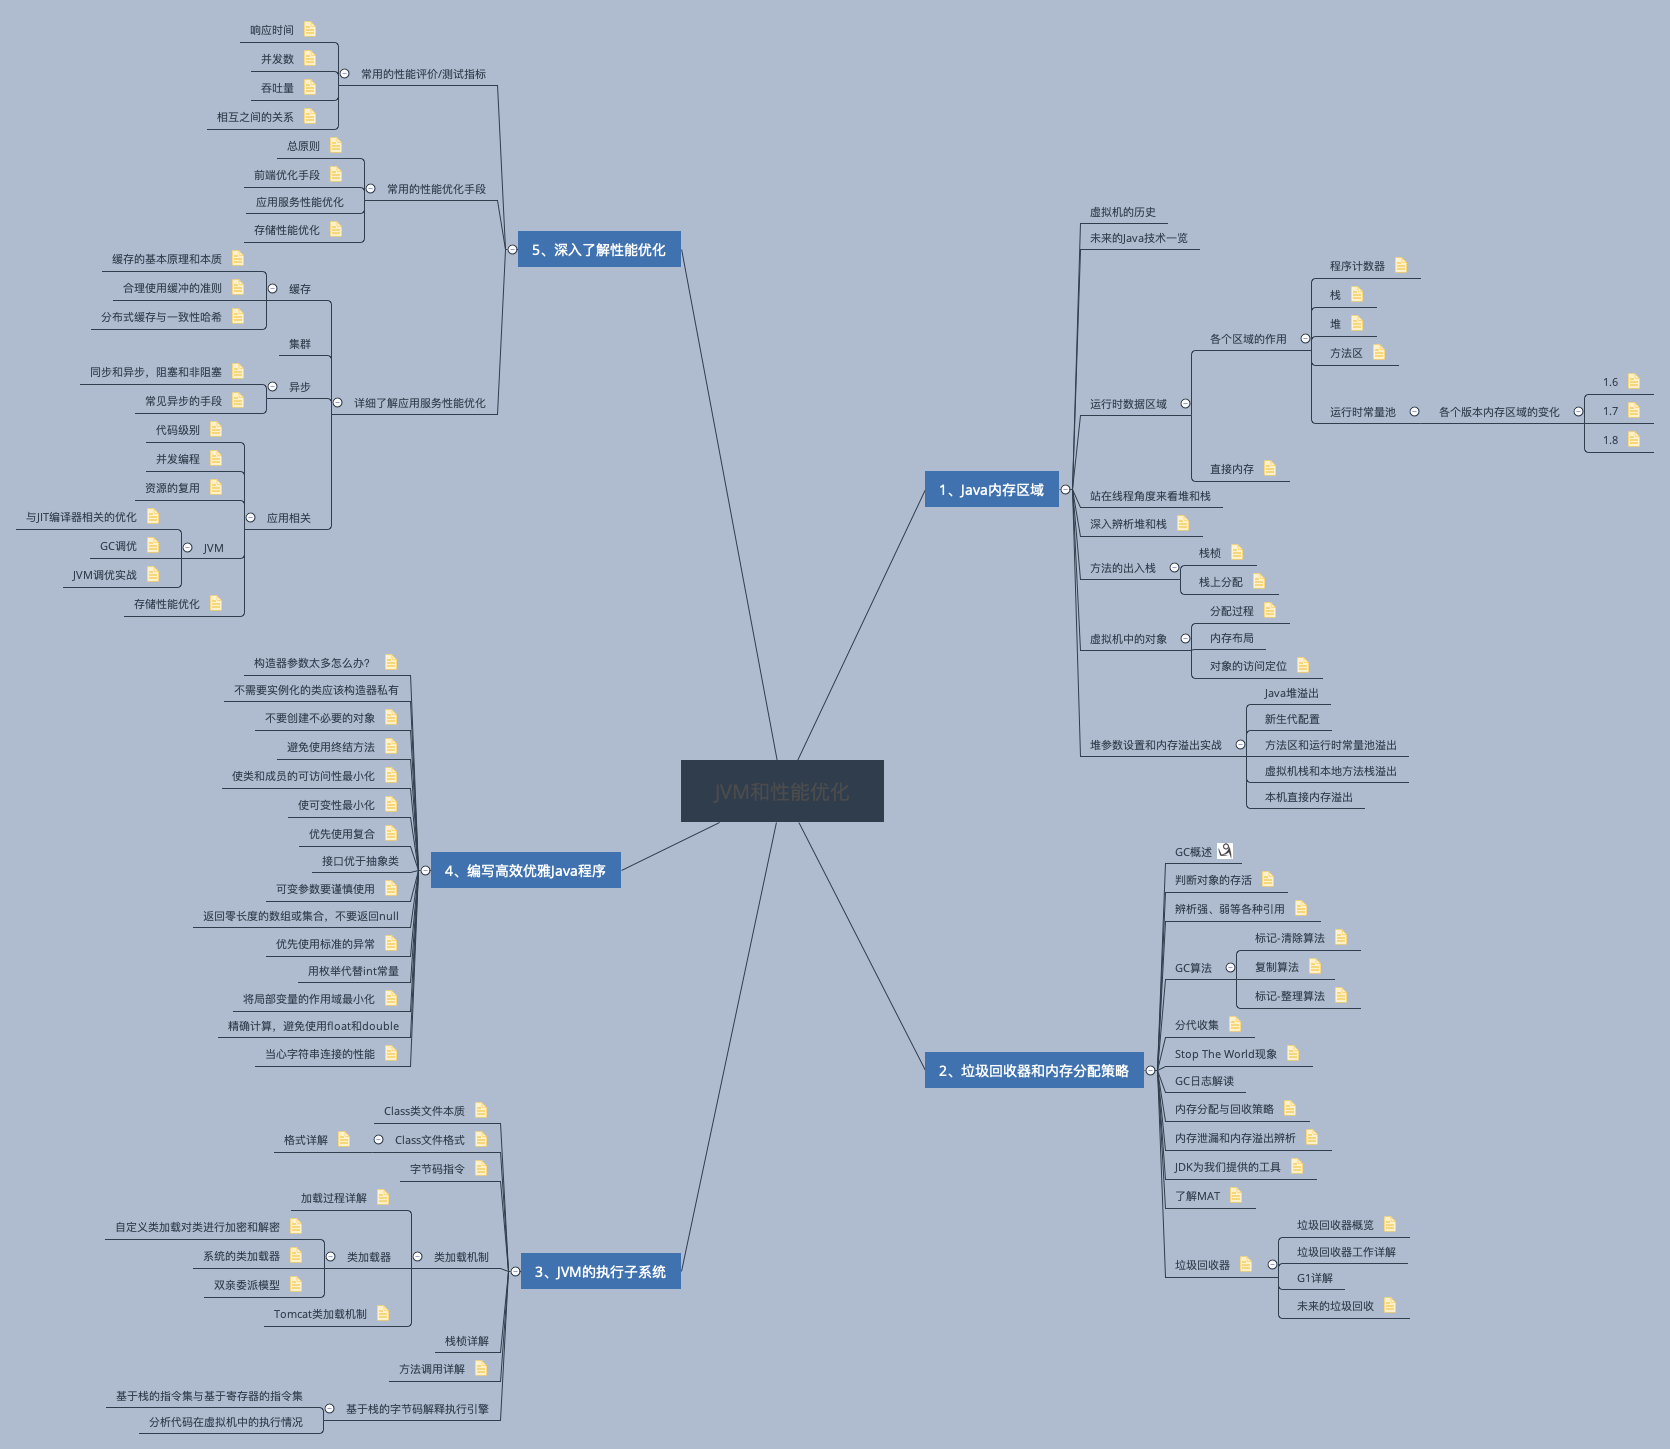 JVM和性能优化
1、Java内存区域
虚拟机的历史
未来的Java技术一览
运行时数据区域
各个区域的作用
程序计数器
栈
堆
方法区
运行时常量池
各个版本内存区域的变化
1.6
1.7
1.8
直接内存
站在线程角度来看堆和栈
深入辨析堆和栈
方法的出入栈
栈桢
栈上分配
虚拟机中的对象
分配过程
内存布局
对象的访问定位
堆参数设置和内存溢出实战
Java堆溢出
新生代配置
方法区和运行时常量池溢出
虚拟机栈和本地方法栈溢出
本机直接内存溢出
2、垃圾回收器和内存分配策略
GC概述
判断对象的存活
辨析强、弱等各种引用
GC算法
标记-清除算法
复制算法
标记-整理算法
分代收集
Stop The World现象
GC日志解读
内存分配与回收策略
内存泄漏和内存溢出辨析
JDK为我们提供的工具
了解MAT
垃圾回收器
垃圾回收器概览
垃圾回收器工作详解
G1详解
未来的垃圾回收
3、JVM的执行子系统
Class类文件本质
Class文件格式
格式详解
字节码指令
类加载机制
加载过程详解
类加载器
自定义类加载对类进行加密和解密
系统的类加载器
双亲委派模型
Tomcat类加载机制
栈桢详解
方法调用详解
基于栈的字节码解释执行引擎
基于栈的指令集与基于寄存器的指令集
分析代码在虚拟机中的执行情况
4、编写高效优雅Java程序
构造器参数太多怎么办？
不需要实例化的类应该构造器私有
不要创建不必要的对象
避免使用终结方法
使类和成员的可访问性最小化
使可变性最小化
优先使用复合
接口优于抽象类
可变参数要谨慎使用
返回零长度的数组或集合，不要返回null
优先使用标准的异常
用枚举代替int常量
将局部变量的作用域最小化
精确计算，避免使用float和double
当心字符串连接的性能
5、深入了解性能优化
常用的性能评价/测试指标
响应时间
并发数
吞吐量
相互之间的关系
常用的性能优化手段
总原则
前端优化手段
应用服务性能优化
存储性能优化
详细了解应用服务性能优化
缓存
缓存的基本原理和本质
合理使用缓冲的准则
分布式缓存与一致性哈希
集群
异步
同步和异步，阻塞和非阻塞
常见异步的手段
应用相关
代码级别
并发编程
资源的复用
JVM
与JIT编译器相关的优化
GC调优
JVM调优实战
存储性能优化